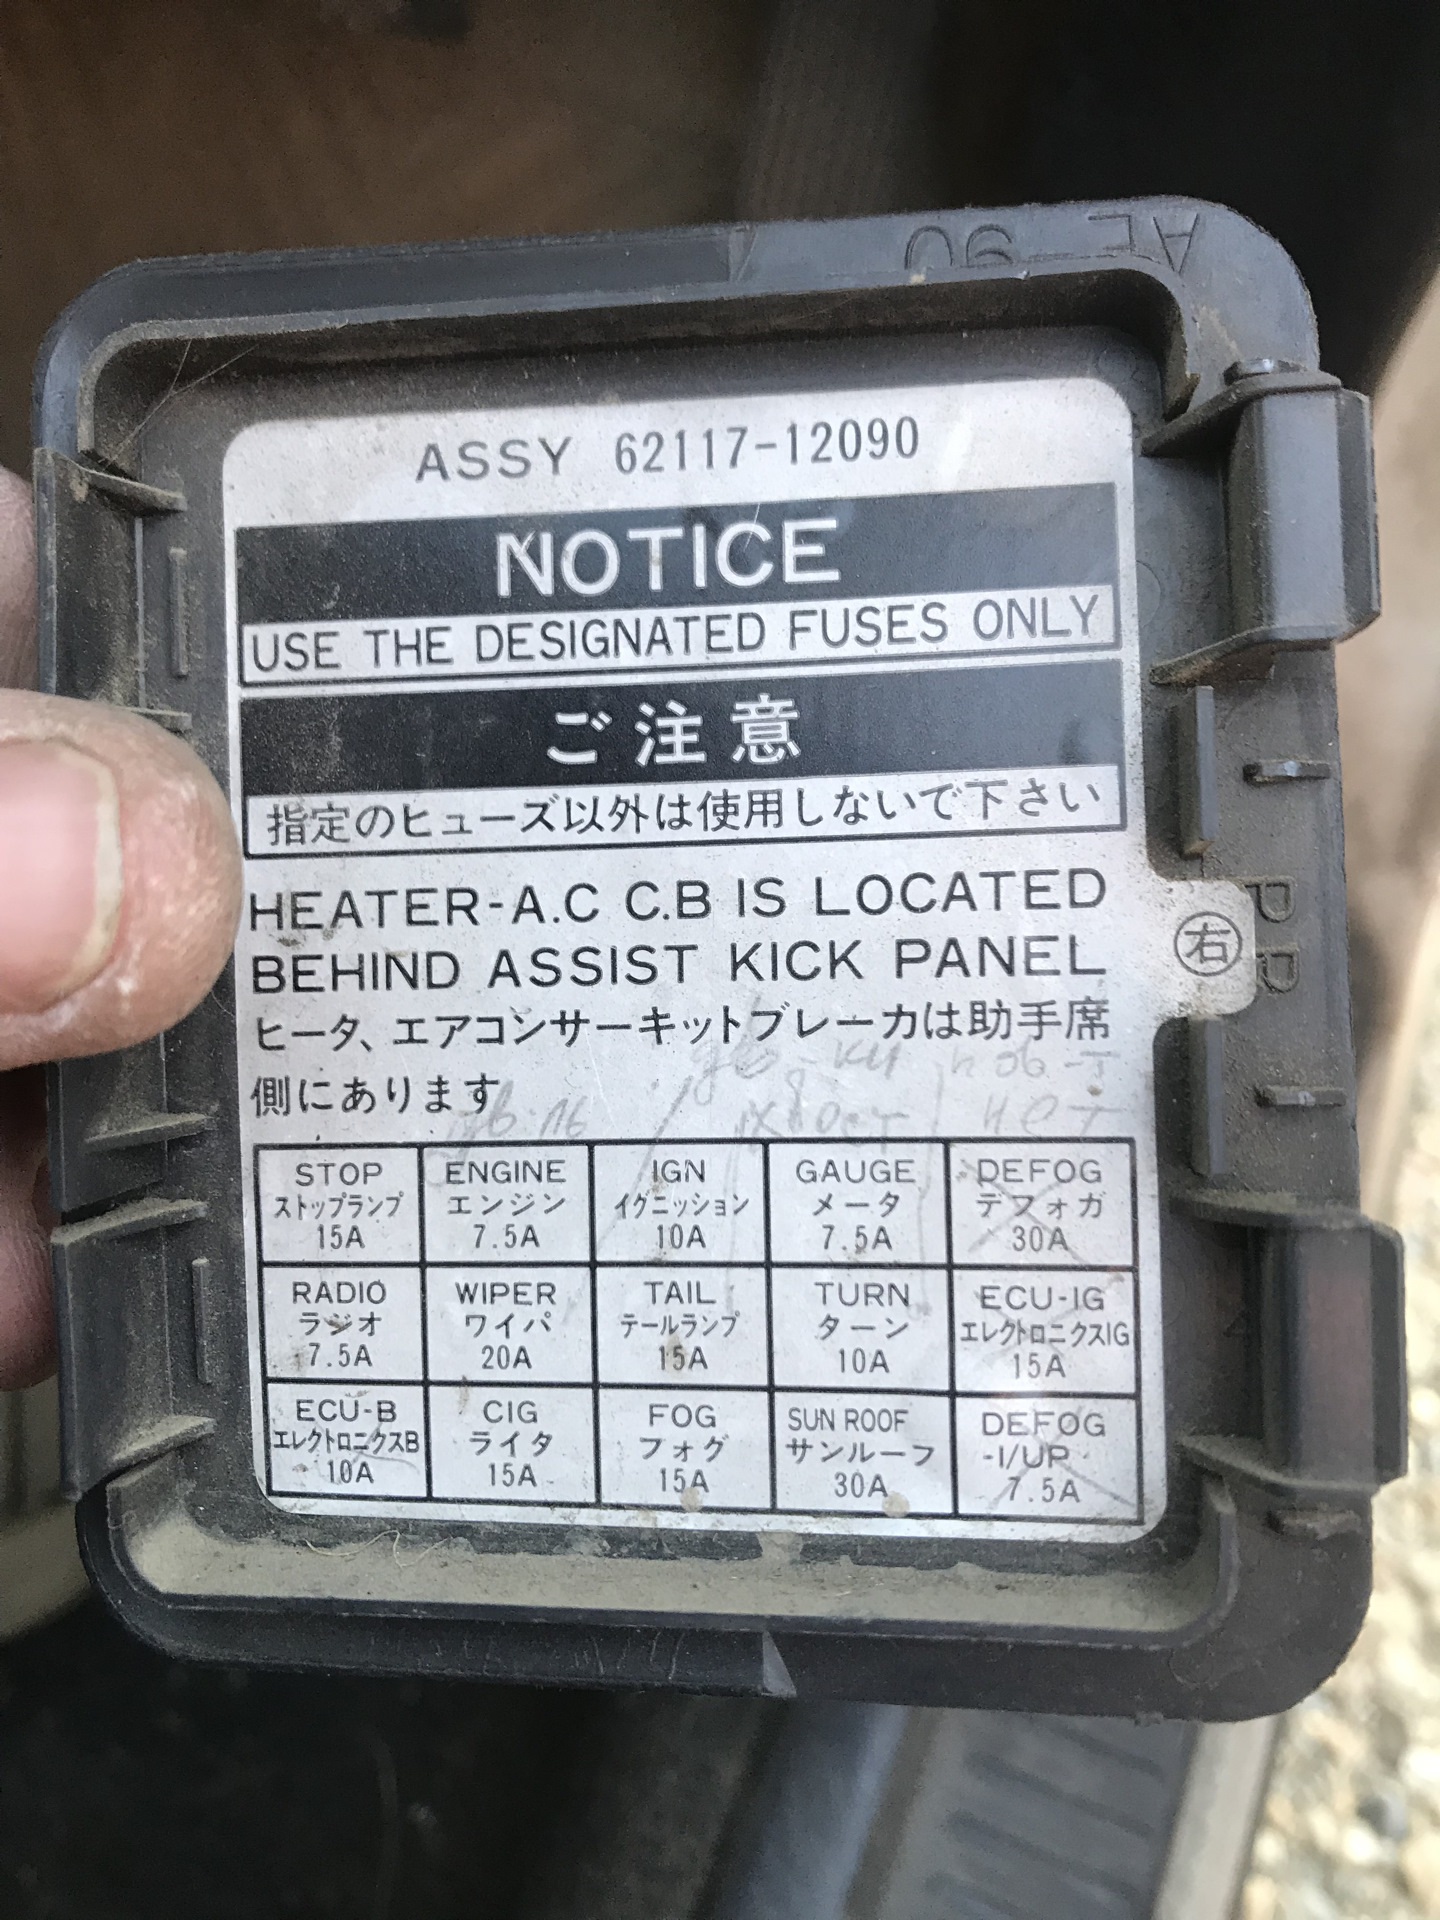 AE 90
ASSY 62117-12090
NOTICE
USE THE DESIGNATED FUSES ONLY
ご注意
指定のヒューズ以外は使用しないで下さい
HEATER-A.C C.B IS LOCATED
BEHIND ASSIST KICK PANEL
ヒータ、エアコンサーキットブレーカは助手席
側にあります
右
PP
нет
STOP
ストップランプ
15A
ENGINE
エンジン
7.5A
IGN
イグニッション
10A
GAUGE
メータ
7.5A
DEFOG
デフォガ
30A
RADIO
ラジオ
7.5A
WIPER
ワイパ
20A
TAIL
テールランプ
15A
TURN
ターン
10A
ECU-IG
エレクトロニクスIG
15A
ECU-B
エレクトロニクスB
10A
CIG
ライタ
15A
FOG
フォグ
15A
SUN ROOF
サンルーフ
30A
DEFOG
-I/UP
7.5A